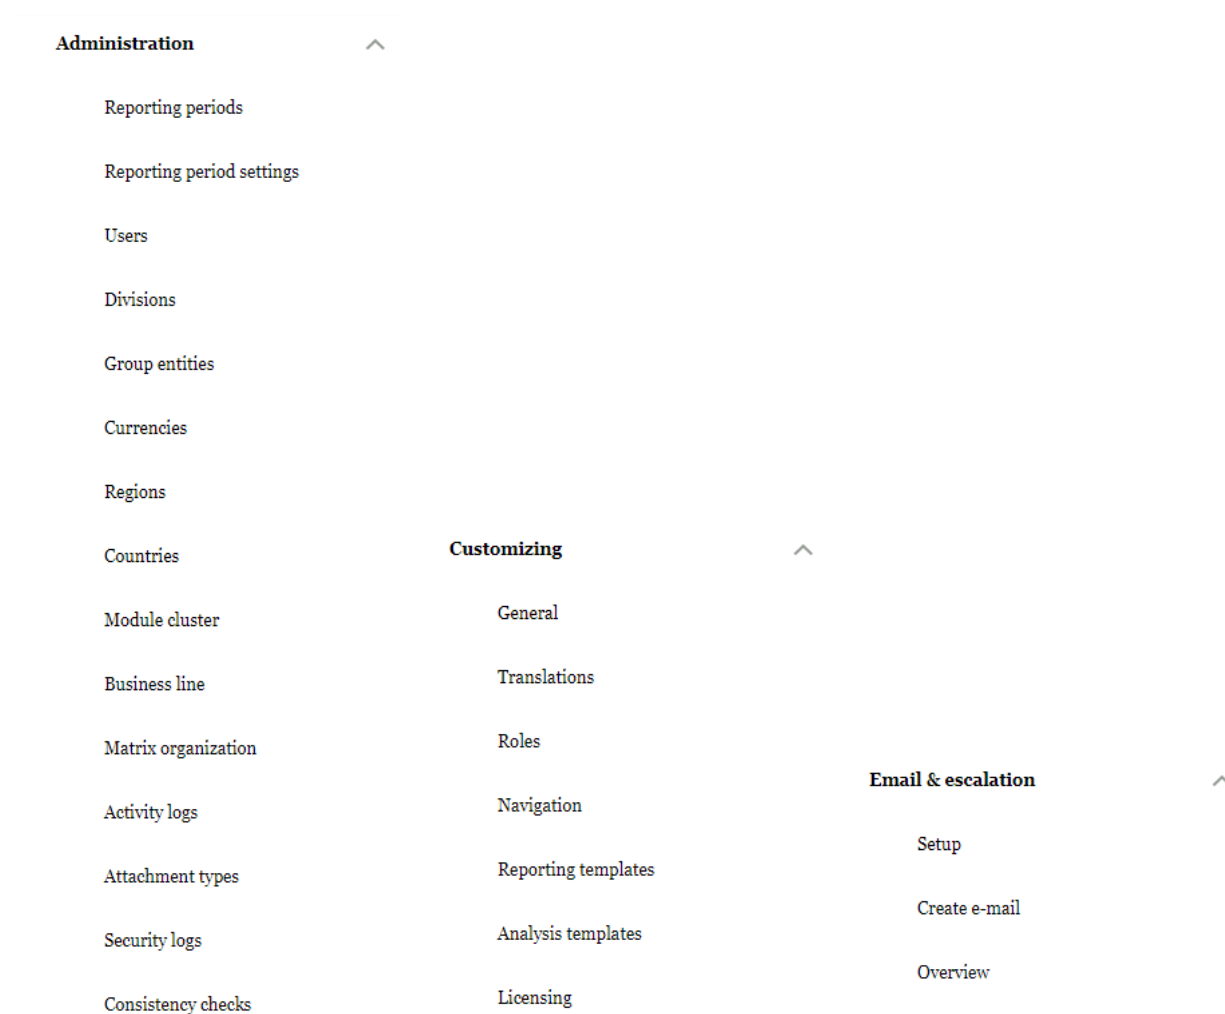 Administration
Reporting periods
Reporting period settings
Users
Divisions
Group entities
Currencies
Regions
Countries
Module cluster
Business line
Matrix organization
Activity logs
Attachment types
Security logs
Consistency checks
Customizing
General
Translations
Roles
Navigation
Reporting templates
Analysis templates
Licensing
Email & escalation
Setup
Create e-mail
Overview